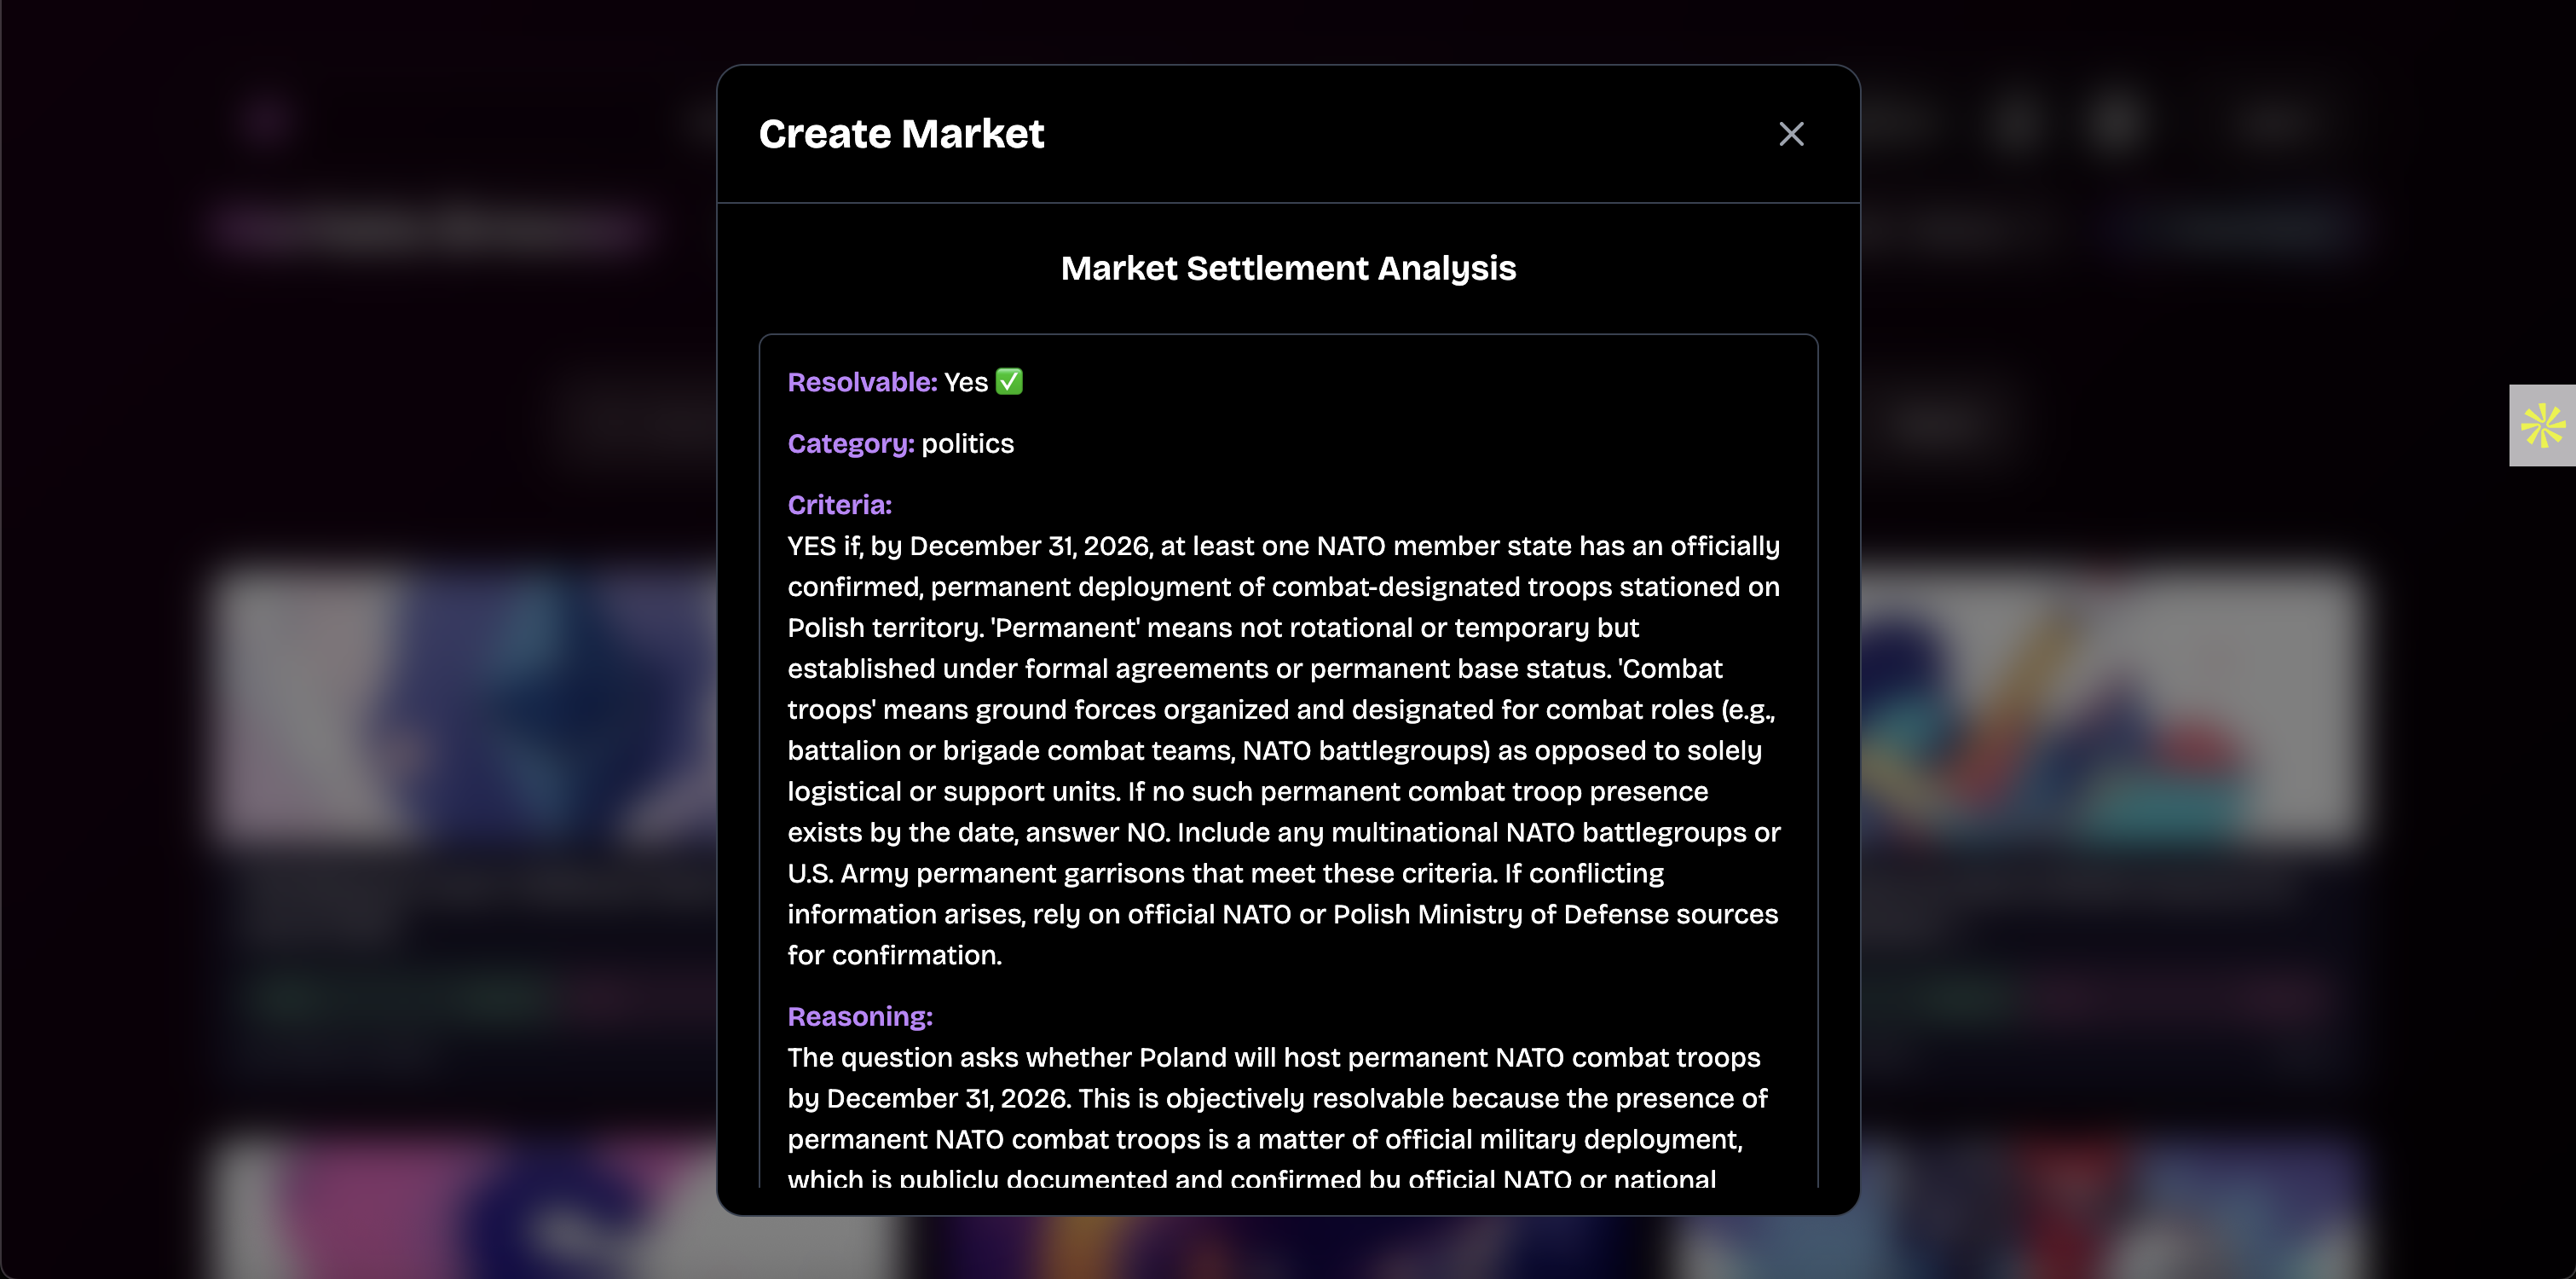 Create Market
Market Settlement Analysis
Resolvable: Yes ✅
Category: politics
Criteria:
YES if, by December 31, 2026, at least one NATO member state has an officially
confirmed, permanent deployment of combat-designated troops stationed on
Polish territory. 'Permanent' means not rotational or temporary but
established under formal agreements or permanent base status. 'Combat
troops' means ground forces organized and designated for combat roles (e.g.,
battalion or brigade combat teams, NATO battlegroups) as opposed to solely
logistical or support units. If no such permanent combat troop presence
exists by the date, answer NO. Include any multinational NATO battlegroups or
U.S. Army permanent garrisons that meet these criteria. If conflicting
information arises, rely on official NATO or Polish Ministry of Defense sources
for confirmation.
Reasoning:
The question asks whether Poland will host permanent NATO combat troops
by December 31, 2026. This is objectively resolvable because the presence of
permanent NATO combat troops is a matter of official military deployment,
which is publicly documented and confirmed by official NATO or national